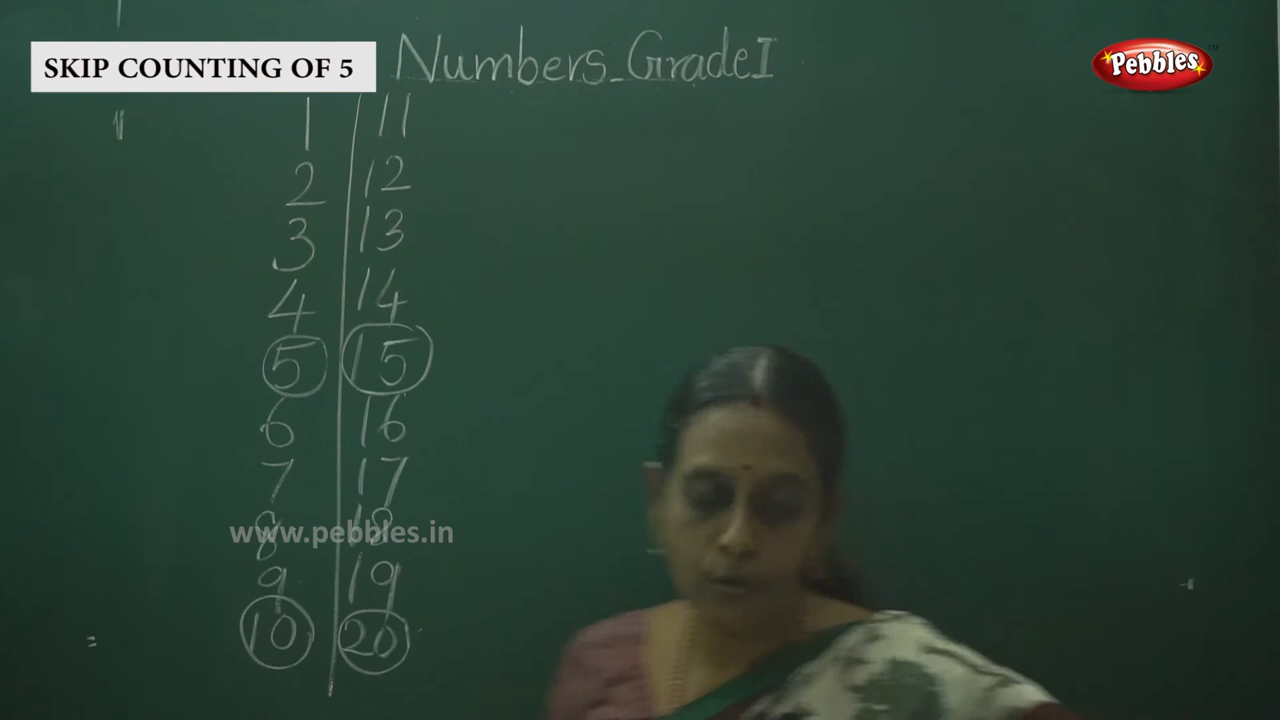 SKIP COUNTING OF 5
Numbers_Grade I
Pebbles™
1 11
2 12
3 13
4 14
5 15
6 16
7 17
8 18
www.pebbles.in
9 19
10 20